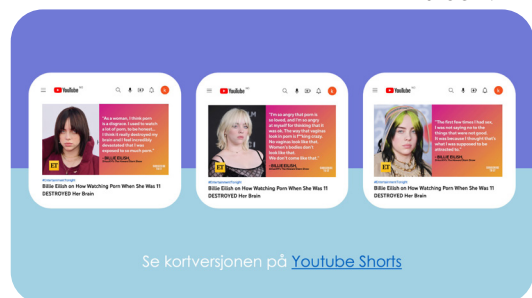 YouTube
"As a woman, I think porn
is a disgrace. I used to watch
a lot of porn, to be honest...
I think it really destroyed my
brain and I feel incredibly
devastated that I was
exposed to so much porn."
-BILLIE EILISH,
ET
#EntertainmentTonight
Billie Eilish on How Watching Porn When She Was 11
DESTROYED Her Brain
YouTube
"I'm so angry that porn is
so loved, and I'm so angry
at myself for thinking that it
was ok. The way that vaginas
look in porn is f**king crazy.
No vaginas look like that.
Women's bodies don't
look like that.
We don't come like that."
-BILLIE EILISH,
ET
#EntertainmentTonight
Billie Eilish on How Watching Porn When She Was 11
DESTROYED Her Brain
YouTube
"The first few times I had sex,
I was not saying no to the
things that were not good.
It was because I thought that's
what I was supposed to be
attracted to."
-BILLIE EILISH,
ET
#EntertainmentTonight
Billie Eilish on How Watching Porn When She Was 11
DESTROYED Her Brain
Se kortversjonen på Youtube Shorts